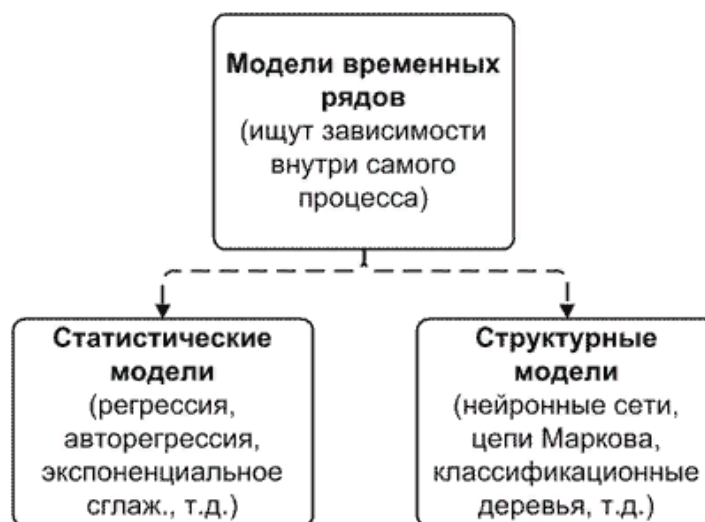 Модели временных
рядов
(ищут зависимости
внутри самого
процесса)
Статистические
модели
(регрессия,
авторегрессия,
экспоненциальное
сглаж., т.д.)
Структурные
модели
(нейронные сети,
цепи Маркова,
классификационные
деревья, т.д.)